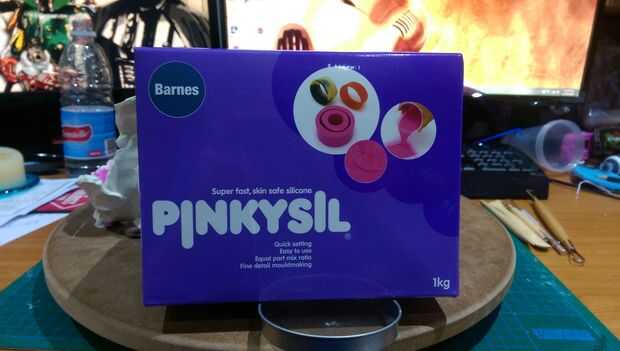 Barnes
Super fast, skin safe silicone
PINKYSIL®
Quick setting
Easy to use
Equal part mix ratio
Fine detail mouldmaking
1kg